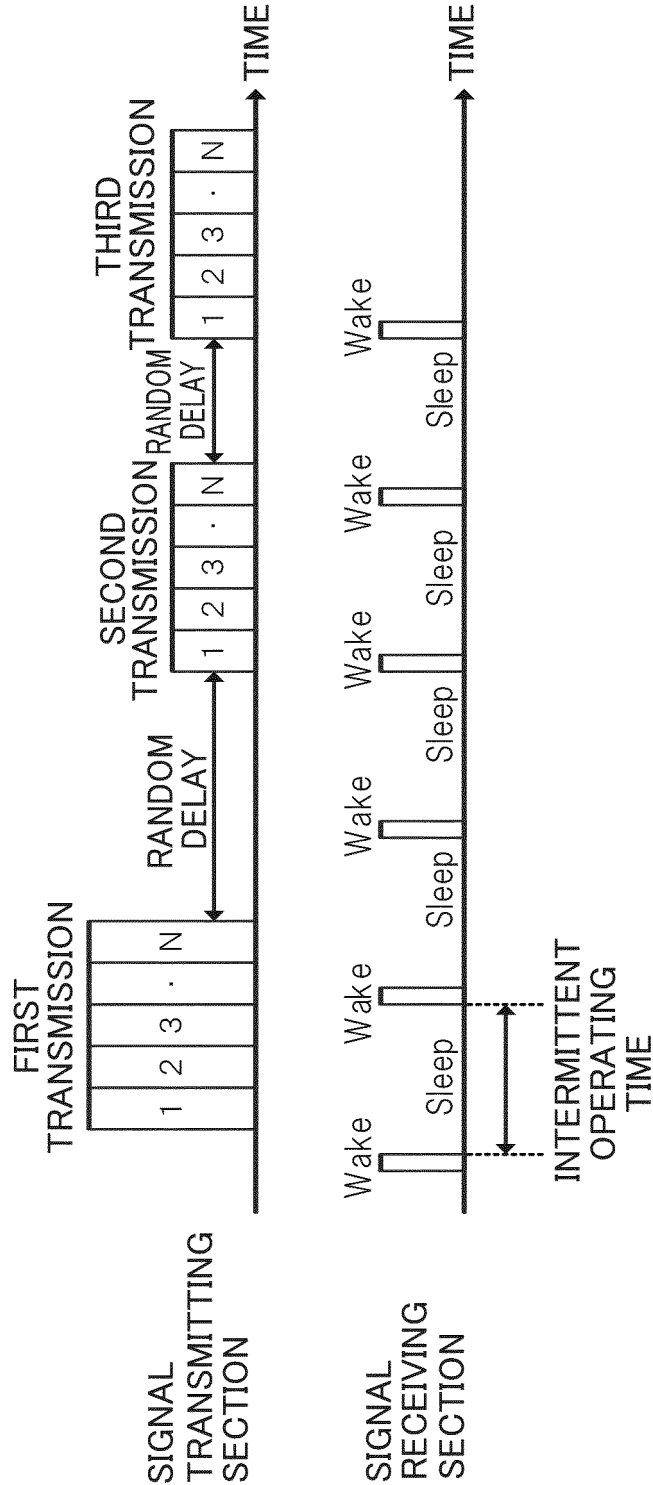 FIRST
TRANSMISSION
SECOND
TRANSMISSION
THIRD
TRANSMISSION
RANDOM
DELAY
RANDOM
DELAY
SIGNAL
TRANSMITTING
SECTION
1 2 3 . N
1 2 3 . N
1 2 3 . N
TIME
SIGNAL
RECEIVING
SECTION
Wake
Sleep
Wake
Sleep
Wake
Sleep
Wake
Sleep
Wake
Sleep
Wake
TIME
INTERMITTENT
OPERATING
TIME